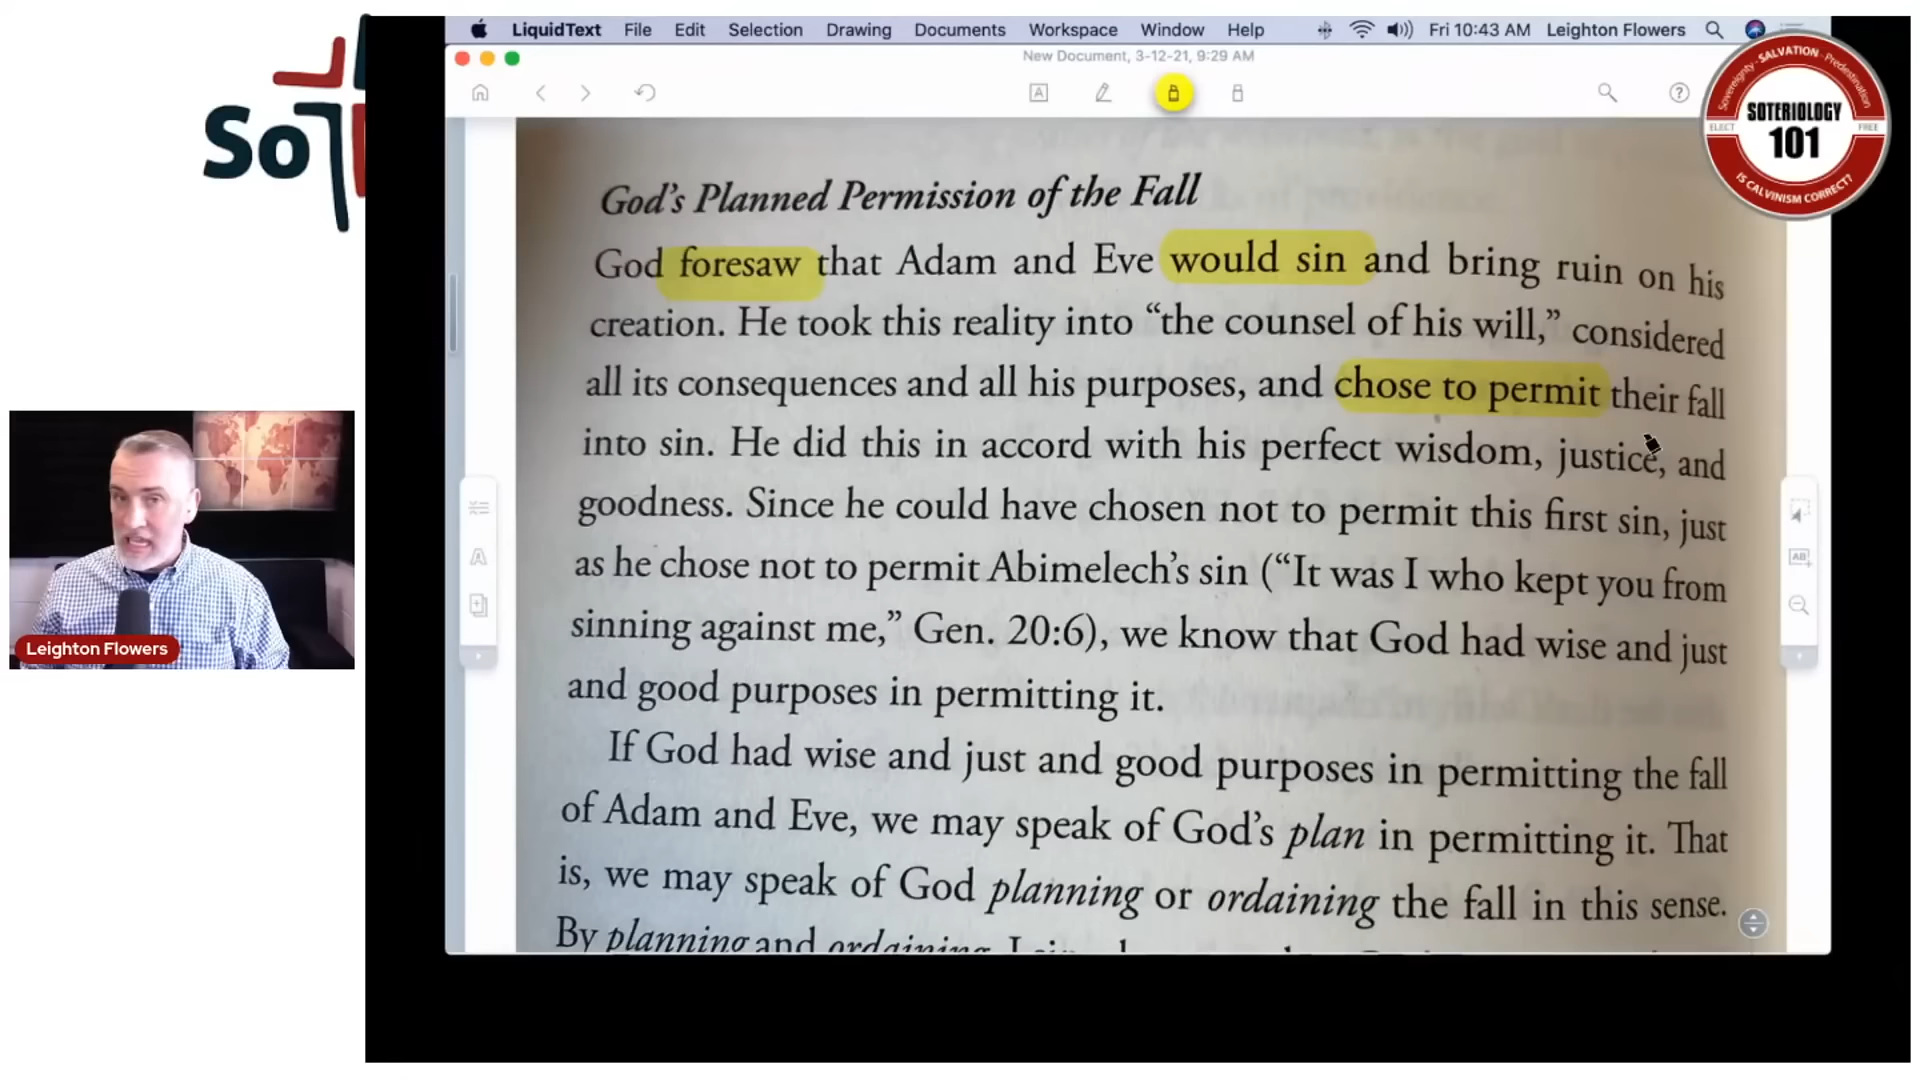 LiquidText File Edit Selection Drawing Documents Workspace Window Help Fri 10:43 AM Leighton Flowers
New Document, 3-12-21, 9:29 AM
Sovereignty · SALVATION · Predestination
SOTERIOLOGY
ELECT FREE
101
IS CALVINISM CORRECT?
So
God's Planned Permission of the Fall
God foresaw that Adam and Eve would sin and bring ruin on his
creation. He took this reality into “the counsel of his will,” considered
all its consequences and all his purposes, and chose to permit their fall
into sin. He did this in accord with his perfect wisdom, justice, and
goodness. Since he could have chosen not to permit this first sin, just
as he chose not to permit Abimelech's sin (“It was I who kept you from
sinning against me,” Gen. 20:6), we know that God had wise and just
and good purposes in permitting it.
If God had wise and just and good purposes in permitting the fall
of Adam and Eve, we may speak of God's plan in permitting it. That
is, we may speak of God planning or ordaining the fall in this sense.
By planning and ordaining
Leighton Flowers